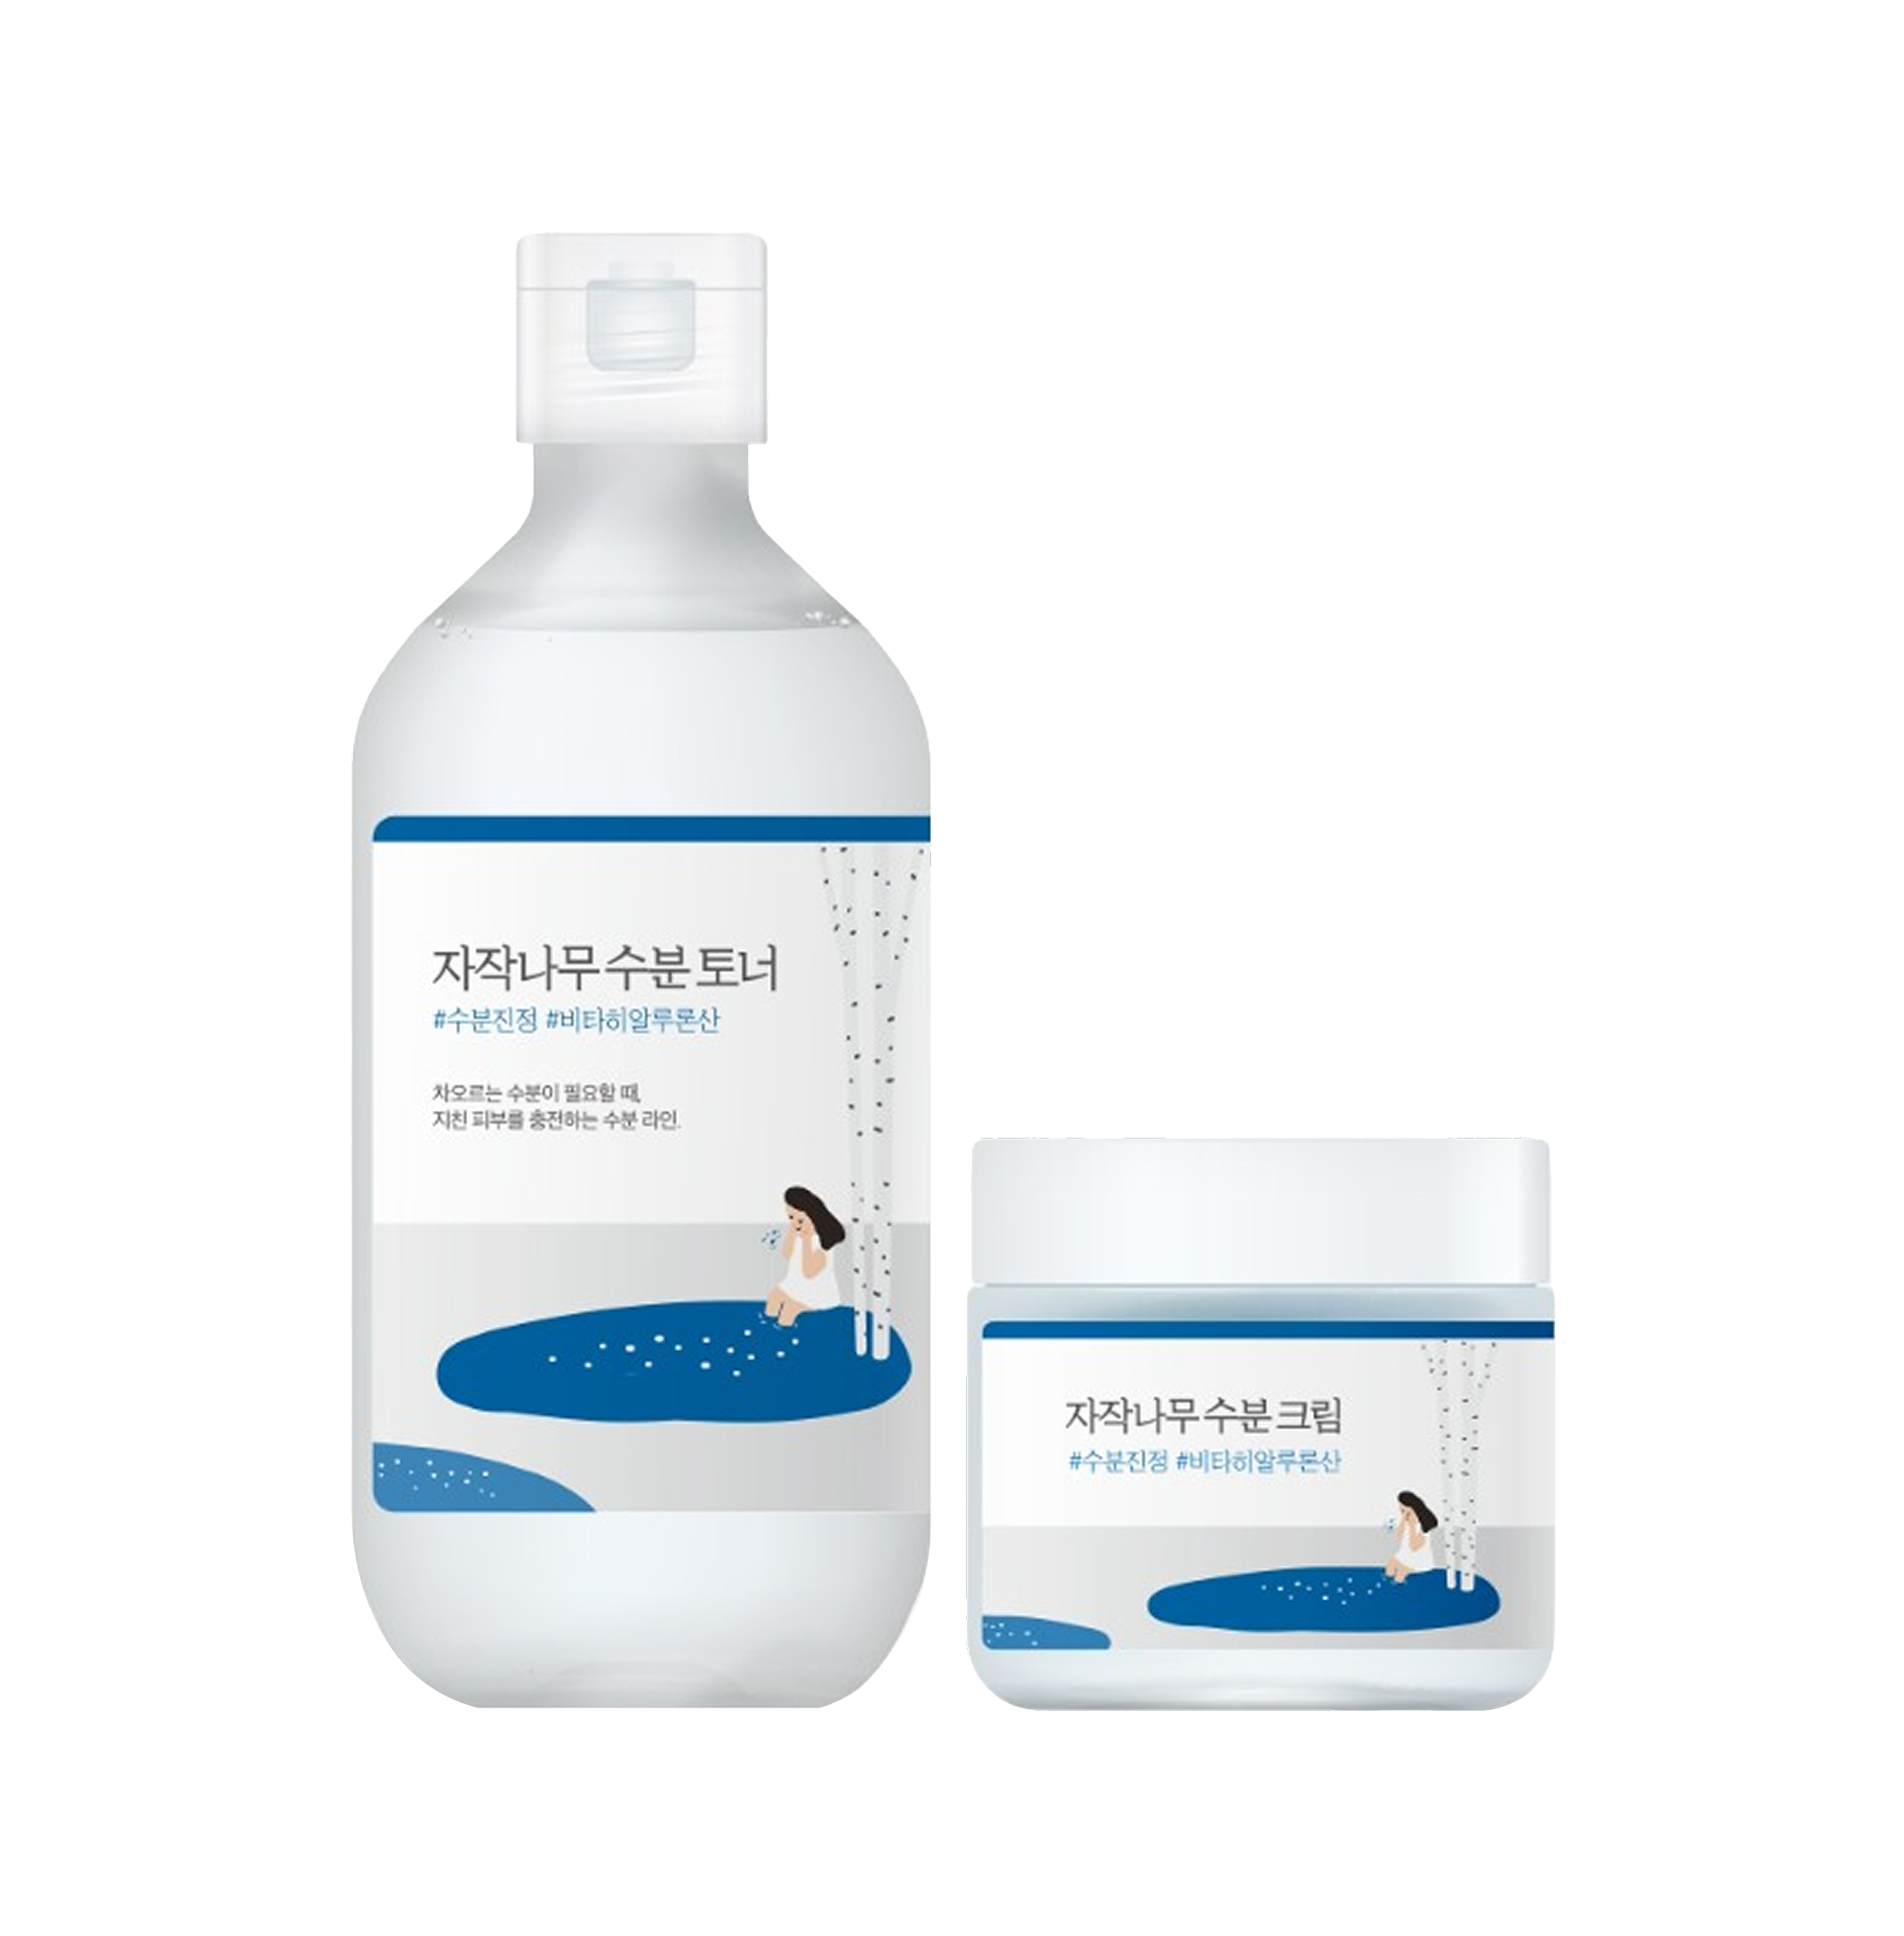 자작나무 수분 토너
#수분진정 #비타히알루론산
차오르는 수분이 필요할 때,
지친 피부를 충전하는 수분 라인.
자작나무 수분 크림
#수분진정 #비타히알루론산